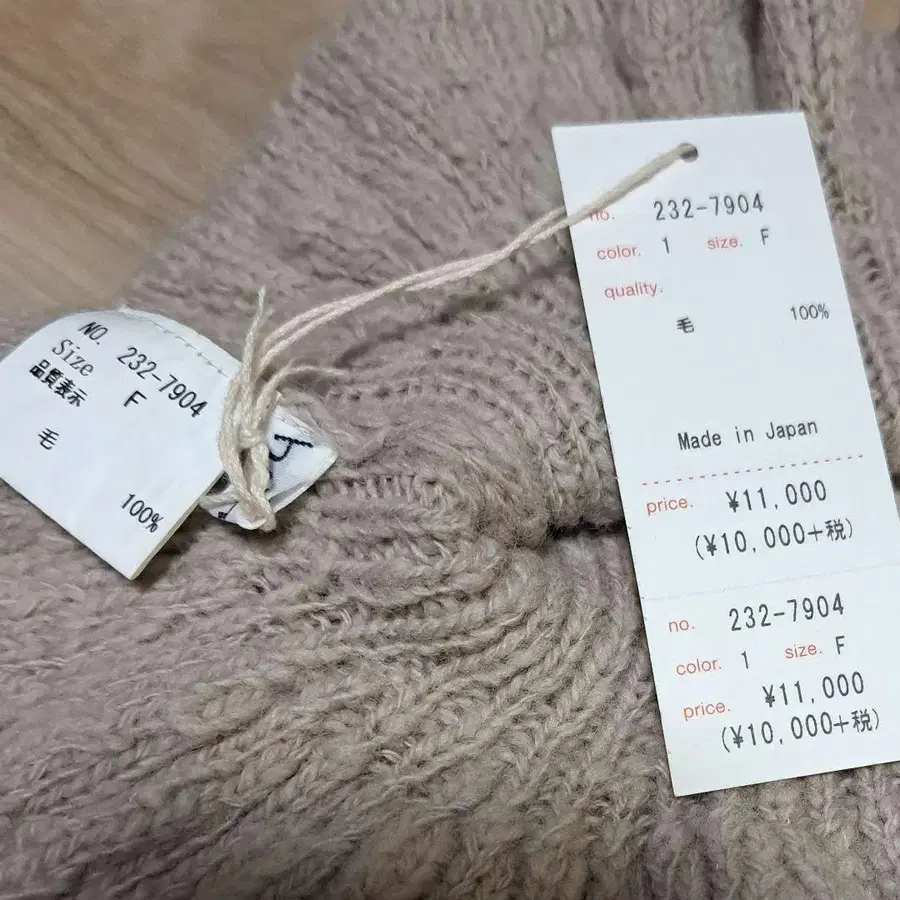 NO. 232-7904
Size F
品質表示
毛
100%
no. 232-7904
color. 1 size. F
quality.
毛 100%
Made in Japan
price. ¥11,000
(¥10,000+税)
no. 232-7904
color. 1 size. F
price. ¥11,000
(¥10,000+税)